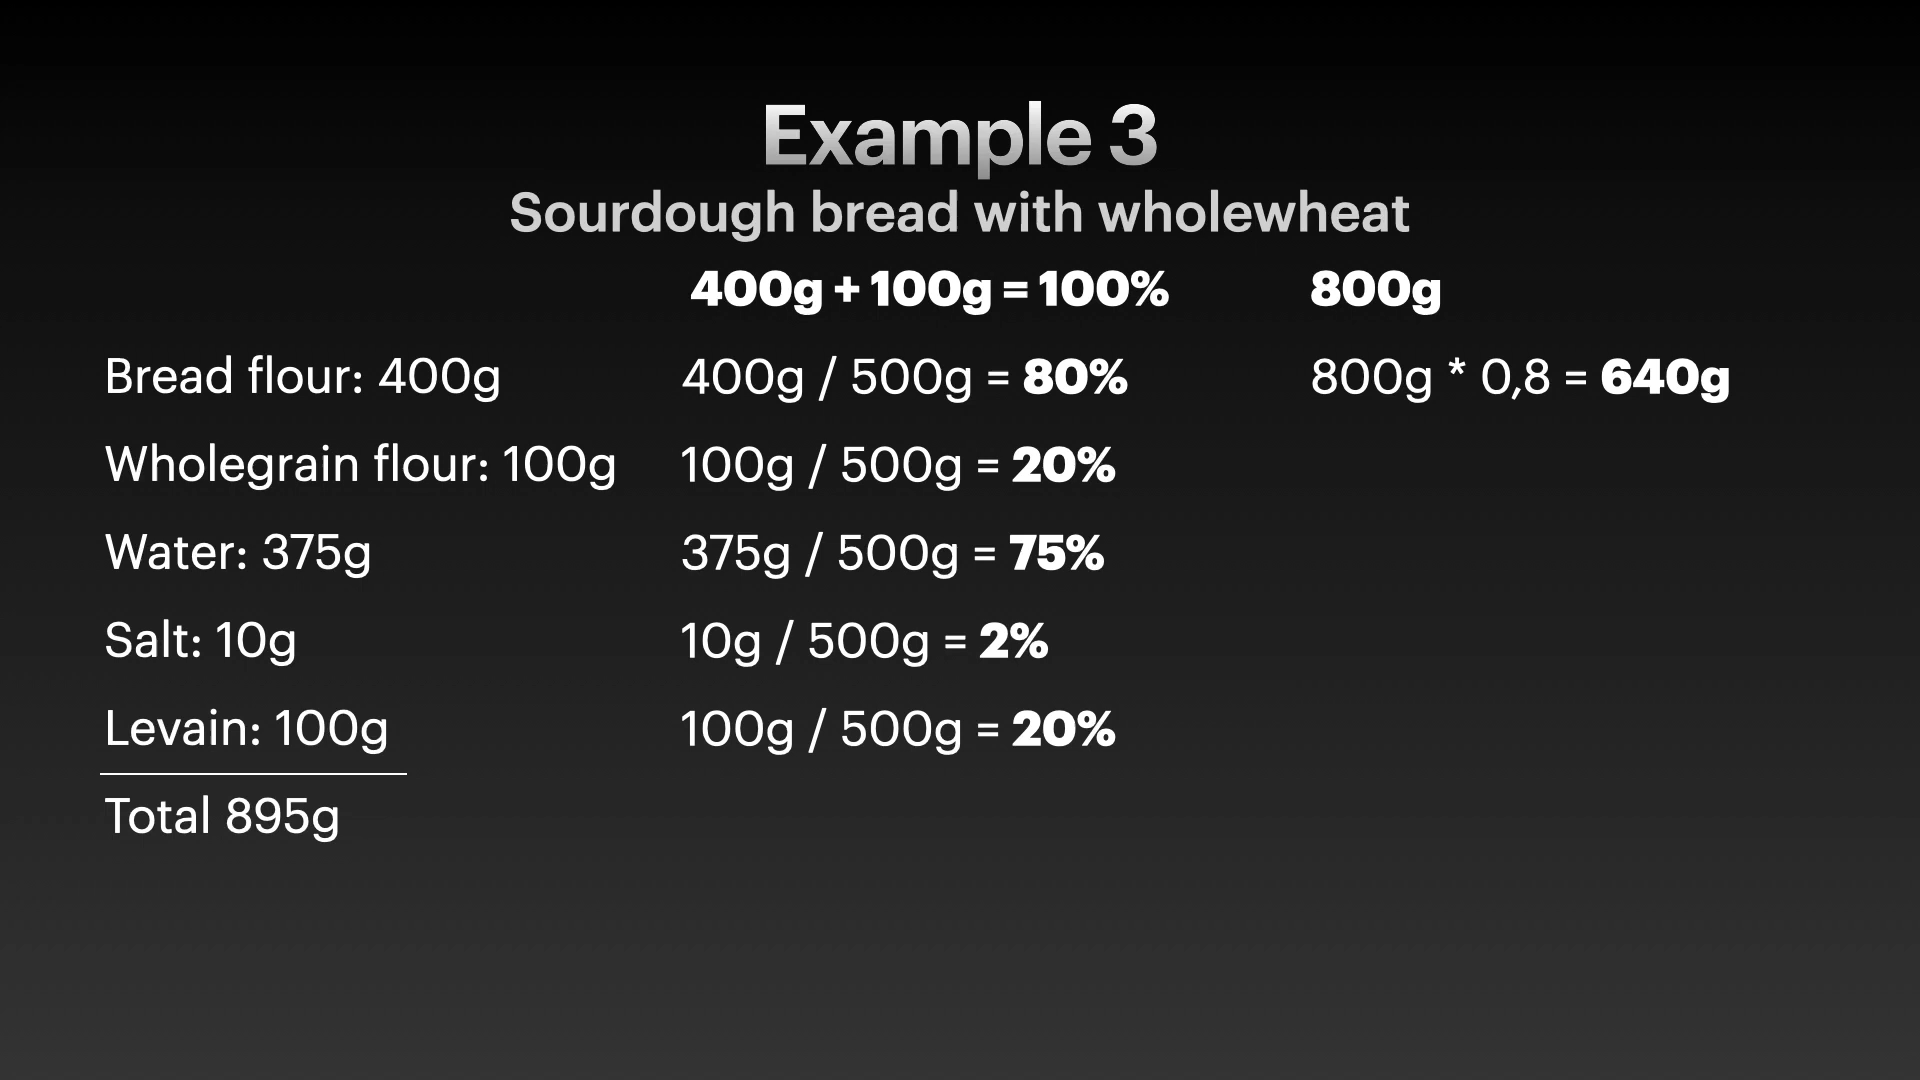 Example 3
Sourdough bread with wholewheat
400g + 100g = 100% 800g
Bread flour: 400g 400g / 500g = 80% 800g * 0,8 = 640g
Wholegrain flour: 100g 100g / 500g = 20%
Water: 375g 375g / 500g = 75%
Salt: 10g 10g / 500g = 2%
Levain: 100g 100g / 500g = 20%
Total 895g